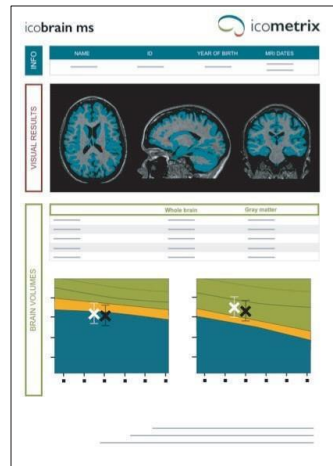 icobrain ms
icometrix
INFO
NAME ID YEAR OF BIRTH MRI DATES
VISUAL RESULTS
Whole brain Gray matter
BRAIN VOLUMES